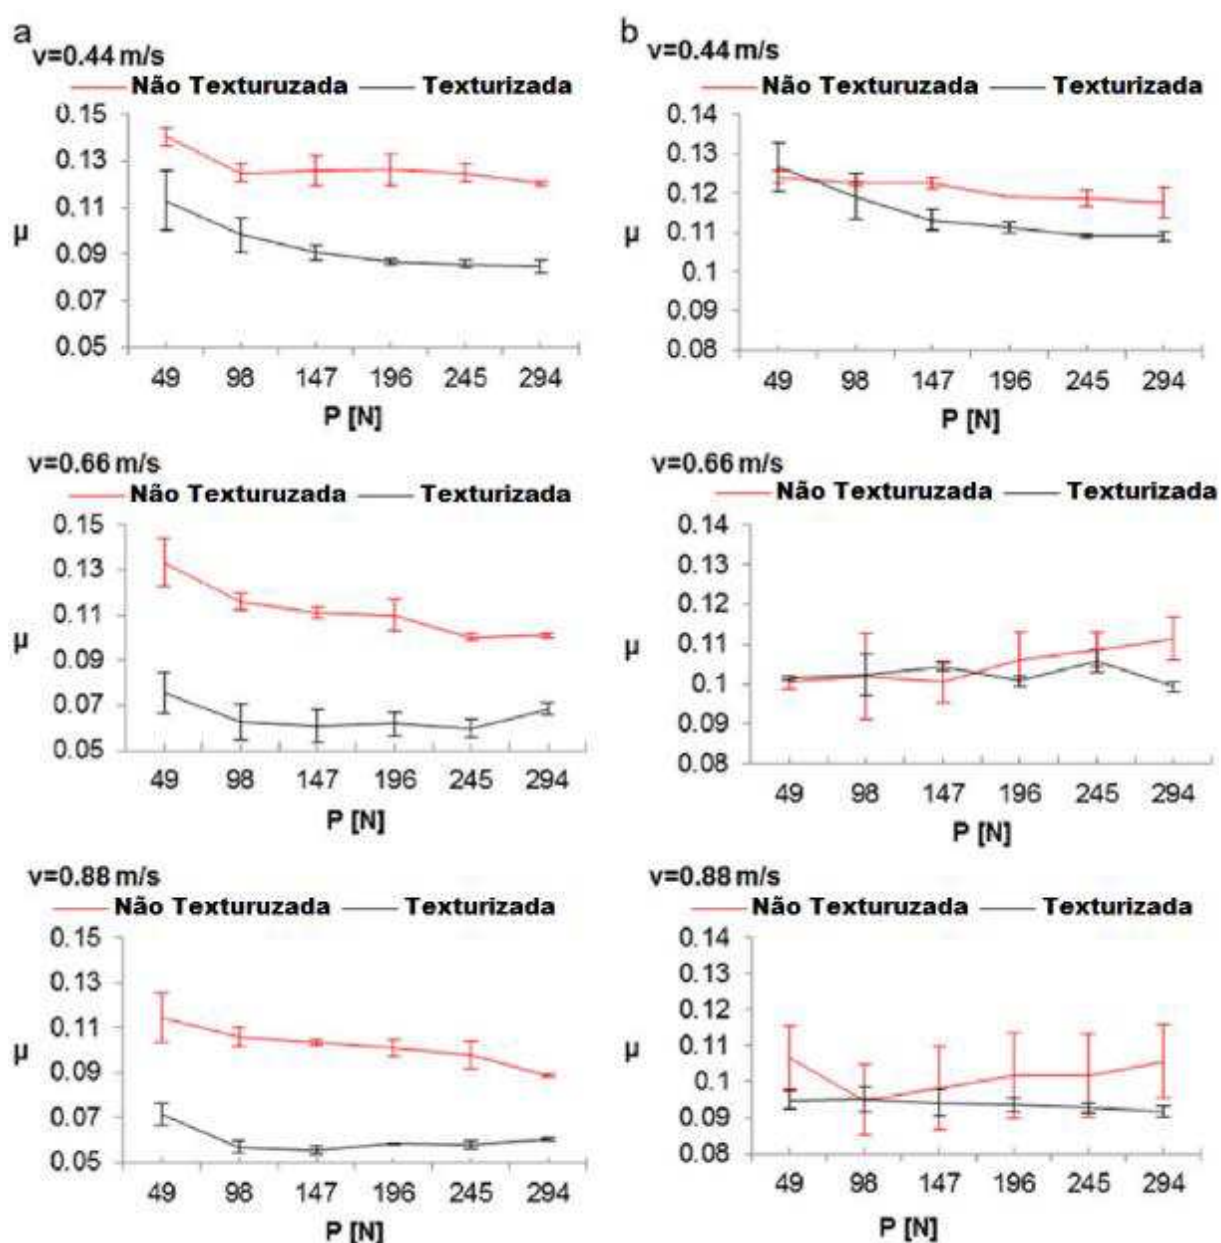 a
v=0.44 m/s
Não Texturuzada Texturizada
0.15
0.13
0.11
μ
0.09
0.07
0.05
49 98 147 196 245 294
P [N]
b
v=0.44 m/s
Não Texturuzada Texturizada
0.14
0.13
0.12
0.11
μ
0.1
0.09
0.08
49 98 147 196 245 294
P [N]
v=0.66 m/s
Não Texturuzada Texturizada
0.15
0.13
0.11
μ
0.09
0.07
0.05
49 98 147 196 245 294
P [N]
v=0.66 m/s
Não Texturuzada Texturizada
0.14
0.13
0.12
0.11
μ
0.1
0.09
0.08
49 98 147 196 245 294
P [N]
v=0.88 m/s
Não Texturuzada Texturizada
0.15
0.13
0.11
μ
0.09
0.07
0.05
49 98 147 196 245 294
P [N]
v=0.88 m/s
Não Texturuzada Texturizada
0.14
0.13
0.12
0.11
μ
0.1
0.09
0.08
49 98 147 196 245 294
P [N]